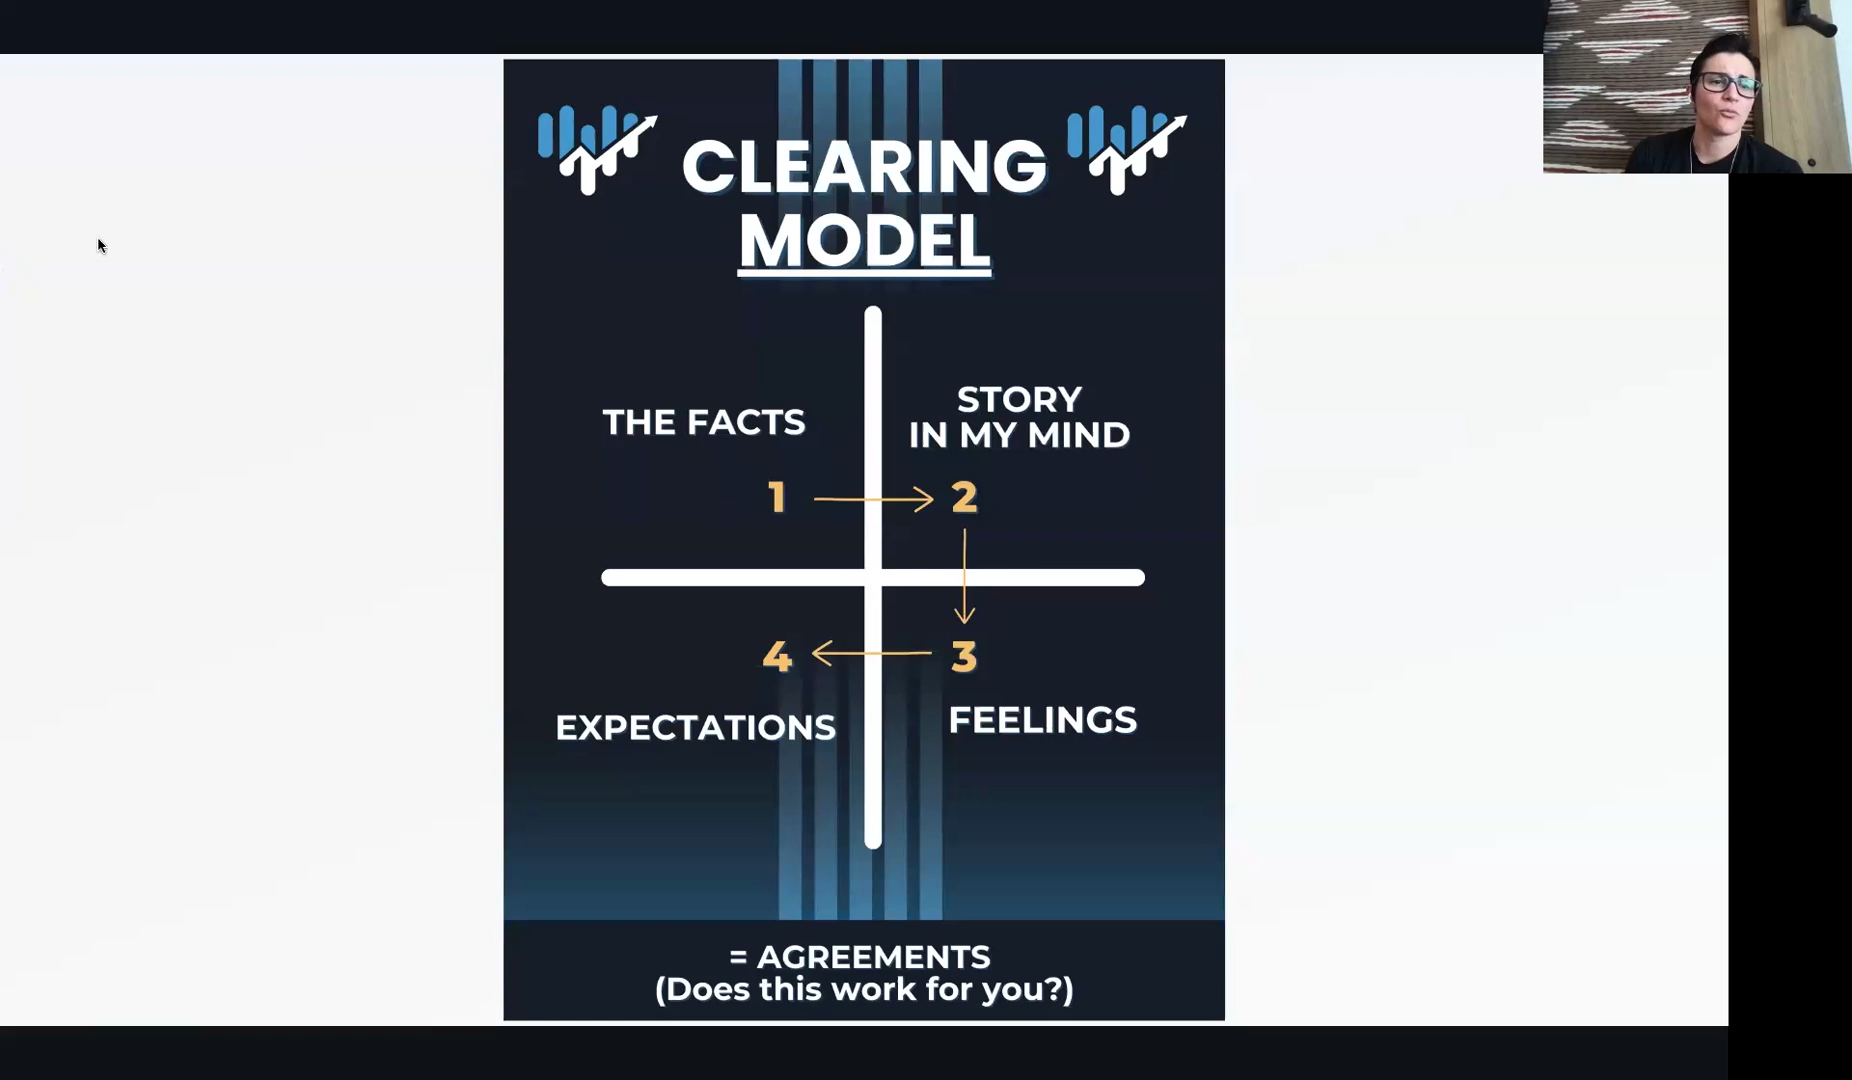 CLEARING
MODEL
THE FACTS
STORY
IN MY MIND
1
2
4
3
EXPECTATIONS
FEELINGS
= AGREEMENTS
(Does this work for you?)